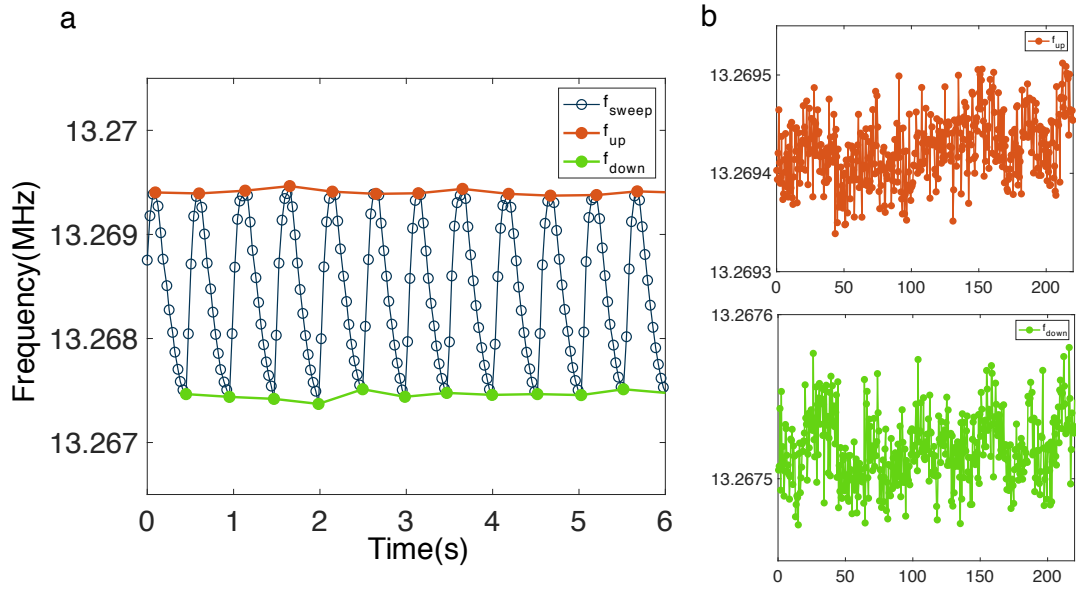 a
Frequency(MHz)
13.27
13.269
13.268
13.267
0 1 2 3 4 5 6
Time(s)
f_sweep
f_up
f_down
b
f_up
13.2695
13.2694
13.2693
0 50 100 150 200
f_down
13.2676
13.2675
0 50 100 150 200